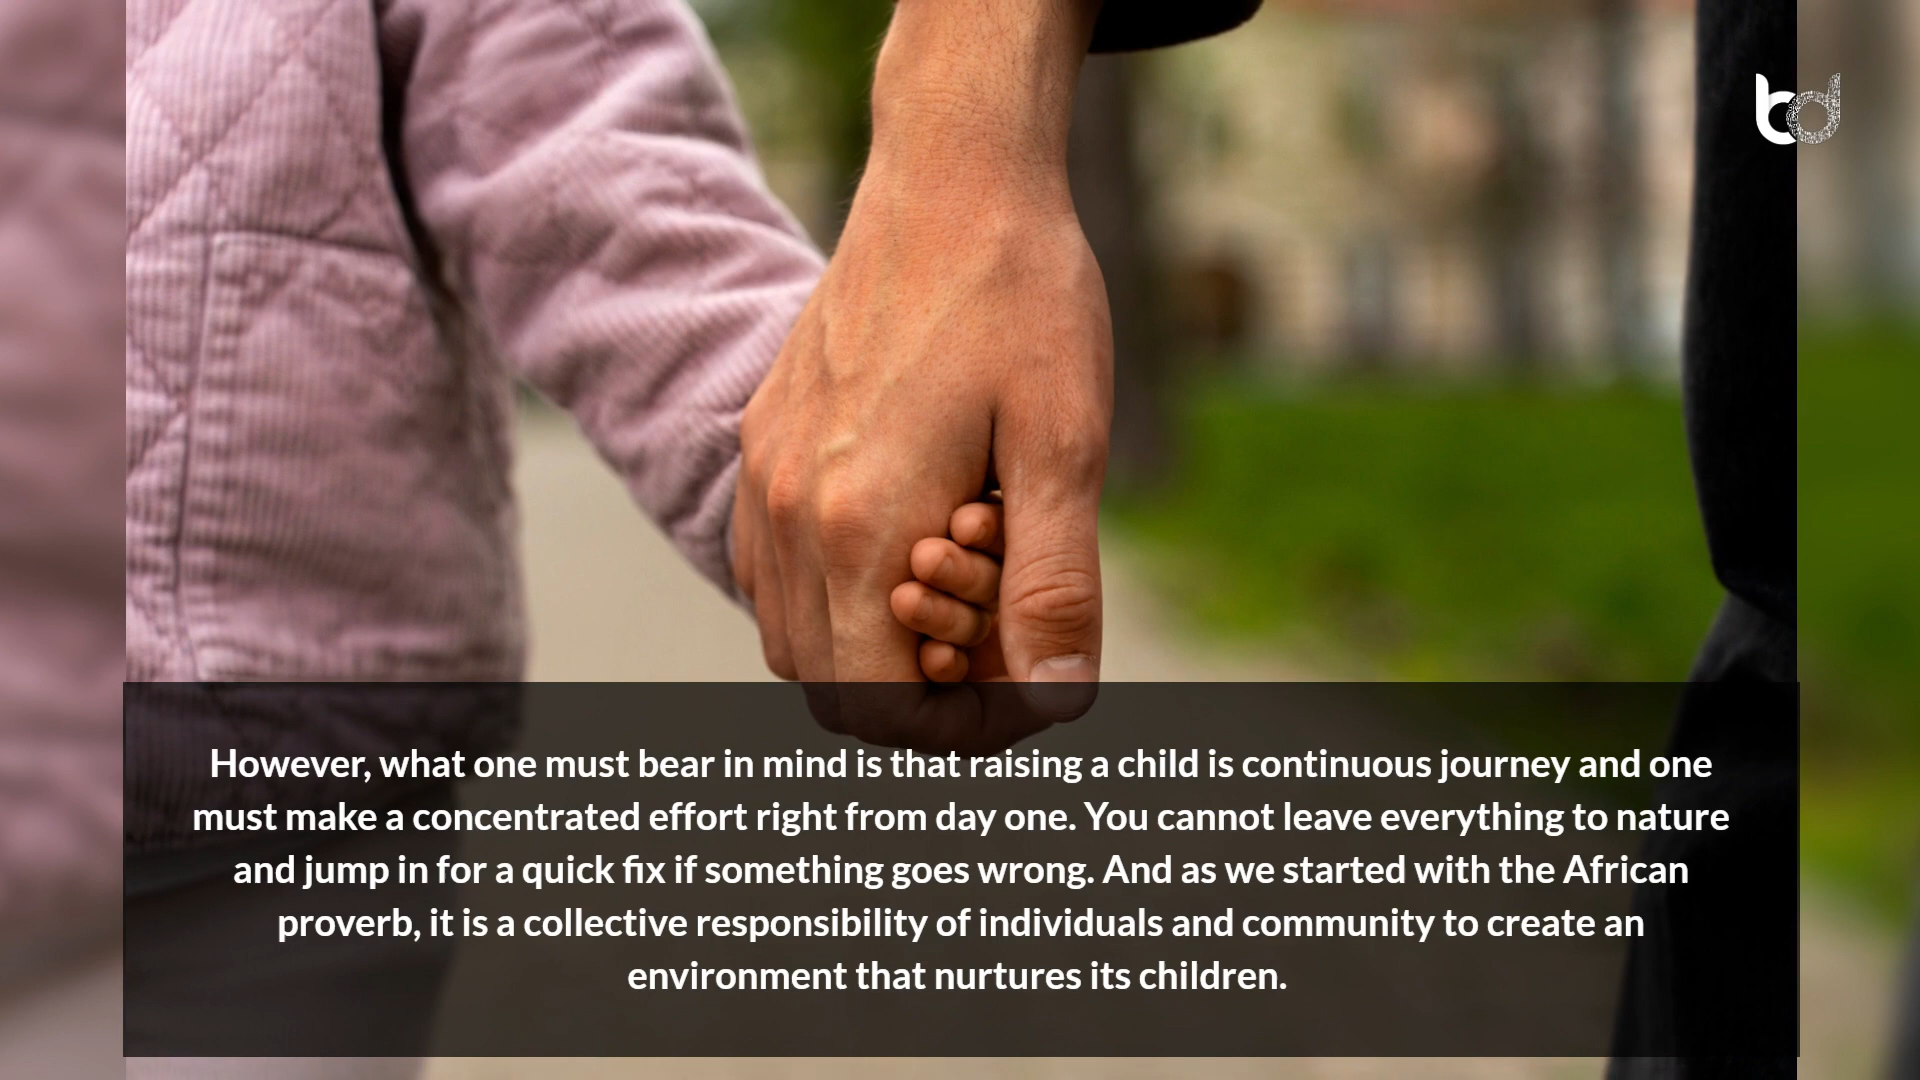 bd
However, what one must bear in mind is that raising a child is continuous journey and one
must make a concentrated effort right from day one. You cannot leave everything to nature
and jump in for a quick fix if something goes wrong. And as we started with the African
proverb, it is a collective responsibility of individuals and community to create an
environment that nurtures its children.